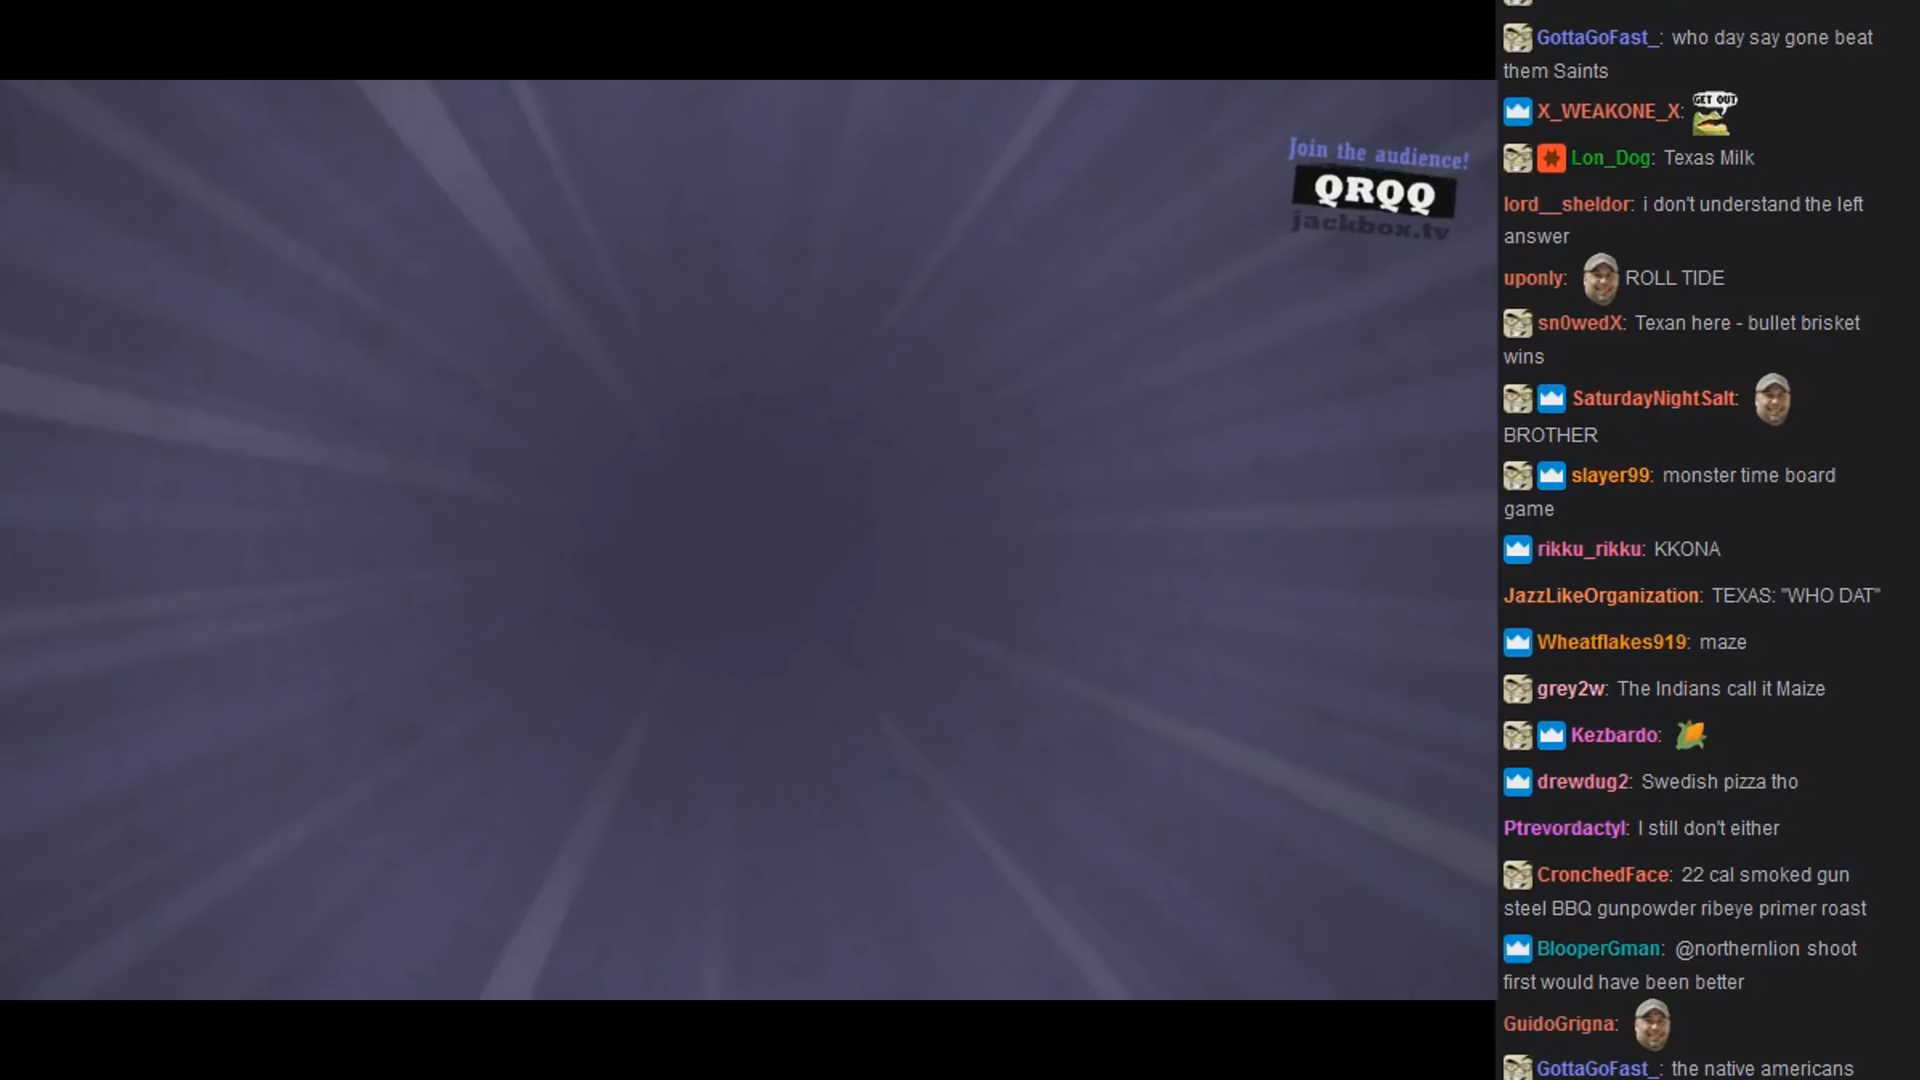 Join the audience!
QRQQ
jackbox.tv
GottaGoFast_: who day say gone beat
them Saints
X_WEAKONE_X: GET OUT
Lon_Dog: Texas Milk
lord__sheldor: i don't understand the left
answer
uponly: ROLL TIDE
sn0wedX: Texan here - bullet brisket
wins
SaturdayNightSalt:
BROTHER
slayer99: monster time board
game
rikku_rikku: KKONA
JazzLikeOrganization: TEXAS: "WHO DAT"
Wheatflakes919: maze
grey2w: The Indians call it Maize
Kezbardo:
drewdug2: Swedish pizza tho
Ptrevordactyl: I still don't either
CronchedFace: 22 cal smoked gun
steel BBQ gunpowder ribeye primer roast
BlooperGman: @northernlion shoot
first would have been better
GuidoGrigna:
GottaGoFast_: the native americans